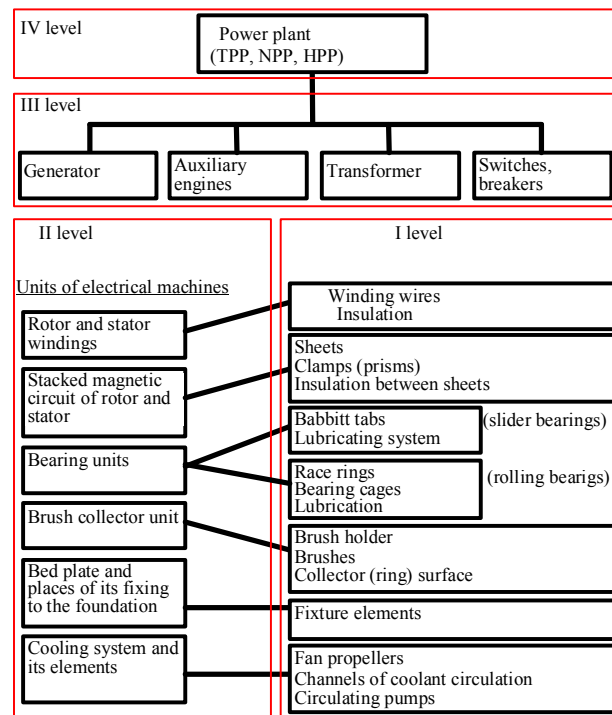 IV level
Power plant
(TPP, NPP, HPP)
III level
Generator
Auxiliary
engines
Transformer
Switches,
breakers
II level
Units of electrical machines
Rotor and stator
windings
Stacked magnetic
circuit of rotor and
stator
Bearing units
Brush collector unit
Bed plate and
places of its fixing
to the foundation
Cooling system and
its elements
I level
Winding wires
Insulation
Sheets
Clamps (prisms)
Insulation between sheets
Babbitt tabs
Lubricating system
(slider bearings)
Race rings
Bearing cages
Lubrication
(rolling bearigs)
Brush holder
Brushes
Collector (ring) surface
Fixture elements
Fan propellers
Channels of coolant circulation
Circulating pumps